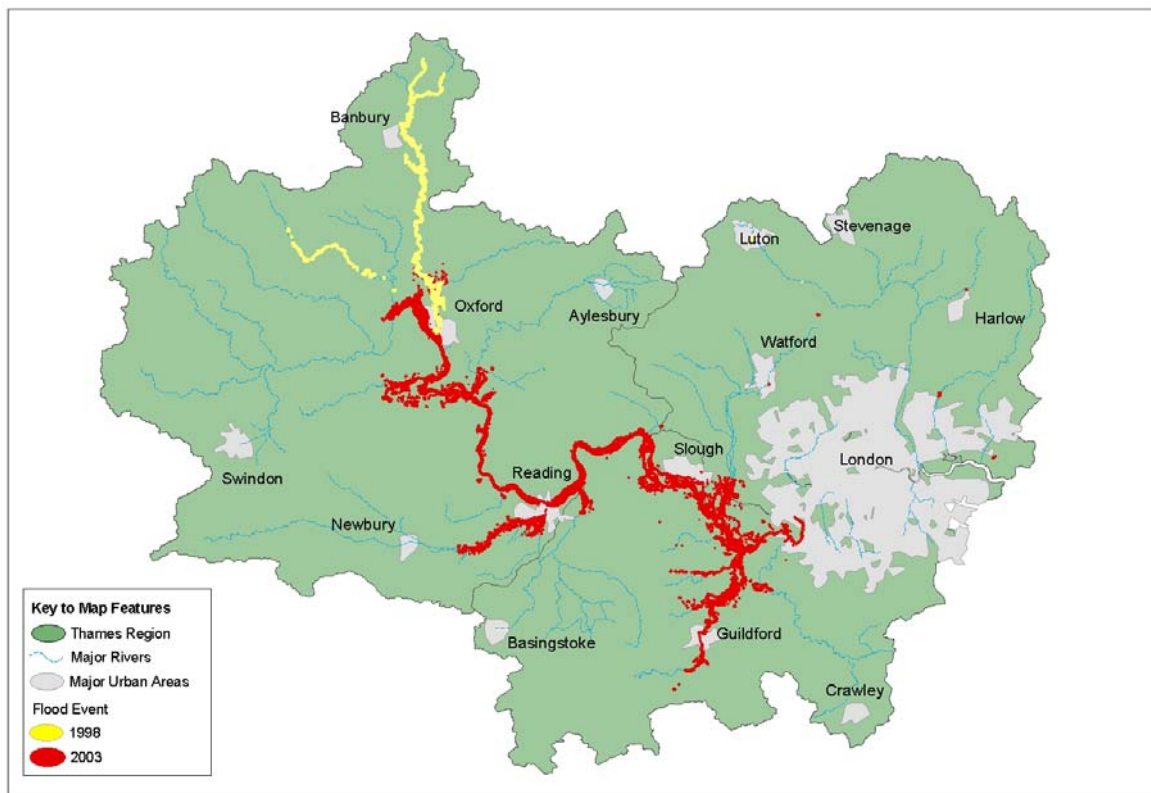 Banbury
Stevenage
Luton
Oxford
Aylesbury
Harlow
Watford
Slough
London
Swindon
Reading
Newbury
Guildford
Basingstoke
Crawley
Key to Map Features
Thames Region
Major Rivers
Major Urban Areas
Flood Event
1998
2003